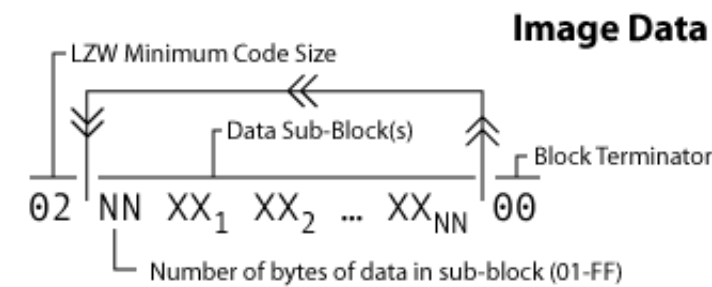 Image Data
LZW Minimum Code Size
Data Sub-Block(s)
Block Terminator
02 NN XX₁ XX₂ … XX_NN 00
Number of bytes of data in sub-block (01-FF)